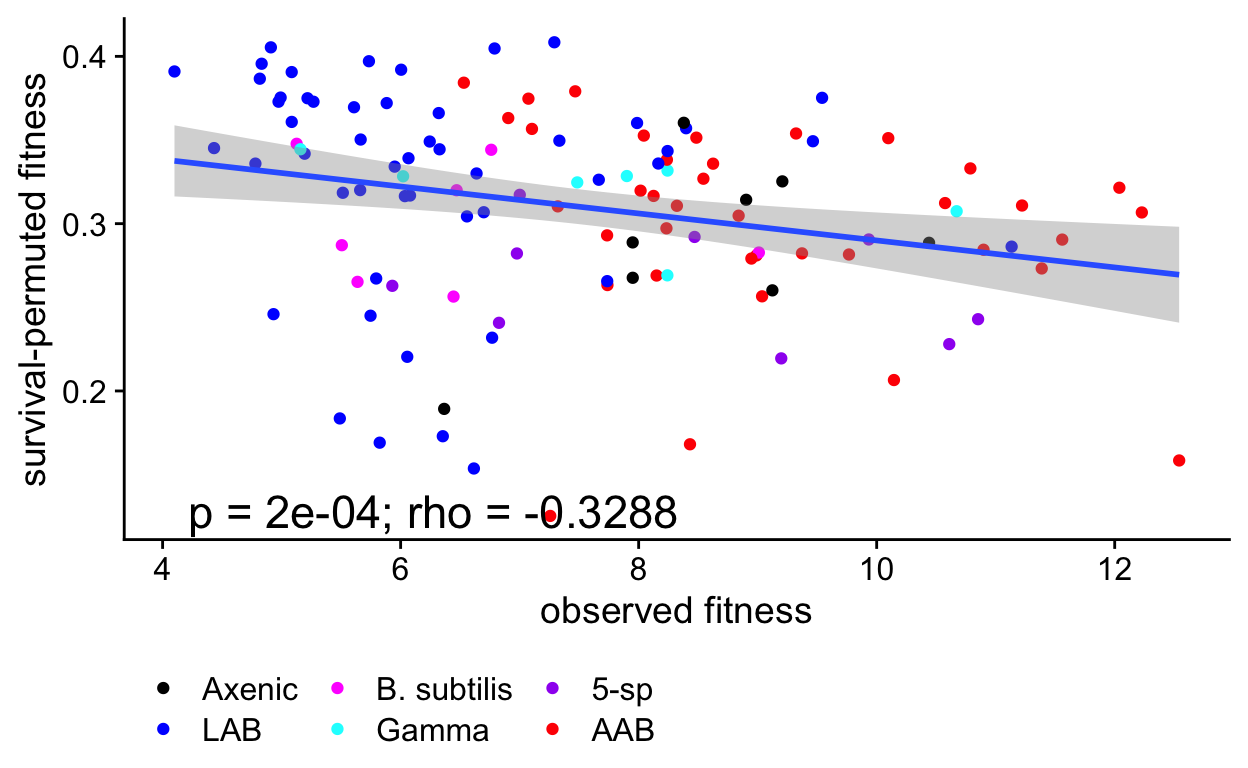 survival-permuted fitness
0.4
0.3
0.2
p = 2e-04; rho = -0.3288
4 6 8 10 12
observed fitness
Axenic B. subtilis 5-sp
LAB Gamma AAB